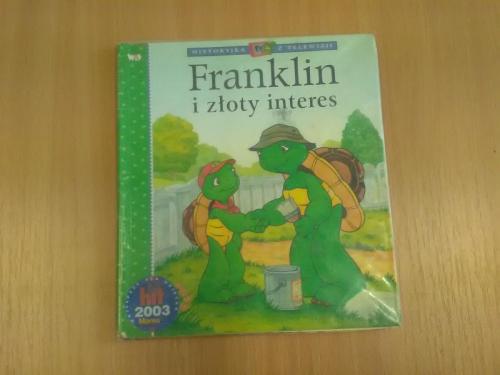 HISTORYJKA Z TELEWIZJI
Franklin
i złoty interes
hit
2003